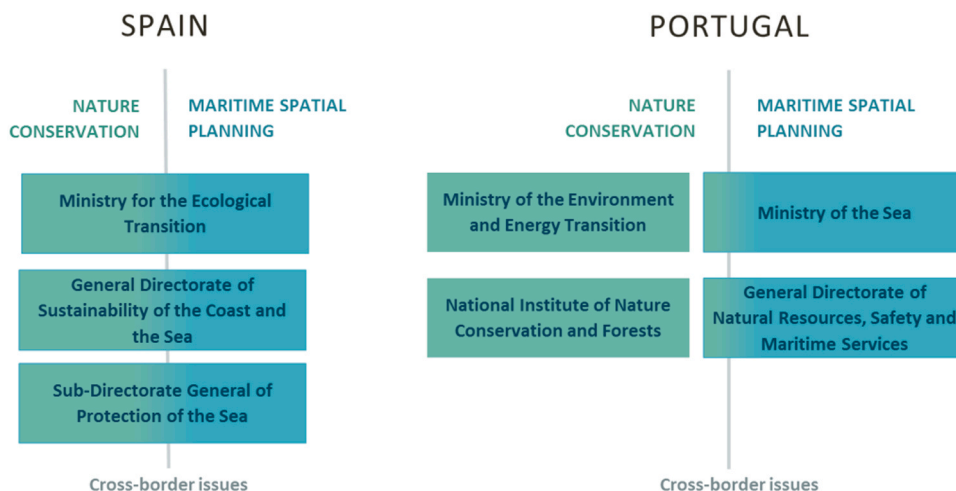 SPAIN
NATURE
CONSERVATION
MARITIME SPATIAL
PLANNING
Ministry for the Ecological
Transition
General Directorate of
Sustainability of the Coast and
the Sea
Sub-Directorate General of
Protection of the Sea
Cross-border issues
PORTUGAL
NATURE
CONSERVATION
MARITIME SPATIAL
PLANNING
Ministry of the Environment
and Energy Transition
Ministry of the Sea
National Institute of Nature
Conservation and Forests
General Directorate of
Natural Resources, Safety and
Maritime Services
Cross-border issues